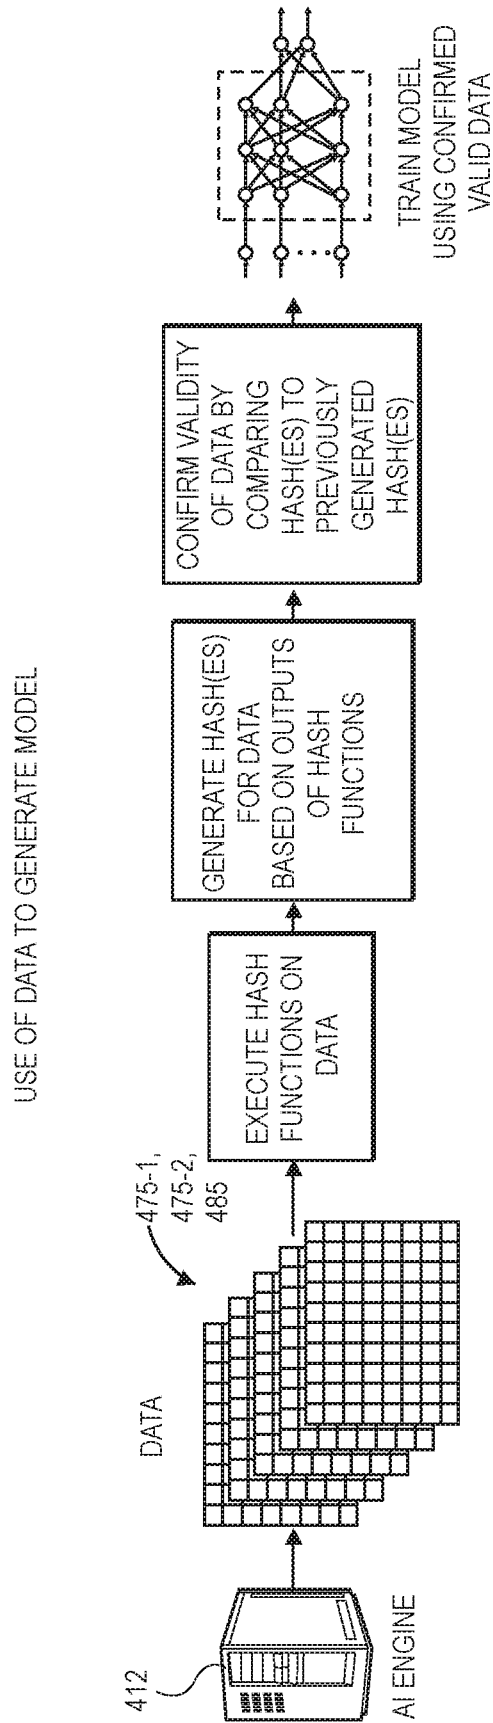 USE OF DATA TO GENERATE MODEL
412
AI ENGINE
DATA
475-1,
475-2,
485
EXECUTE HASH
FUNCTIONS ON
DATA
GENERATE HASH(ES)
FOR DATA
BASED ON OUTPUTS
OF HASH
FUNCTIONS
CONFIRM VALIDITY
OF DATA BY
COMPARING
HASH(ES) TO
PREVIOUSLY
GENERATED
HASH(ES)
TRAIN MODEL
USING CONFIRMED
VALID DATA